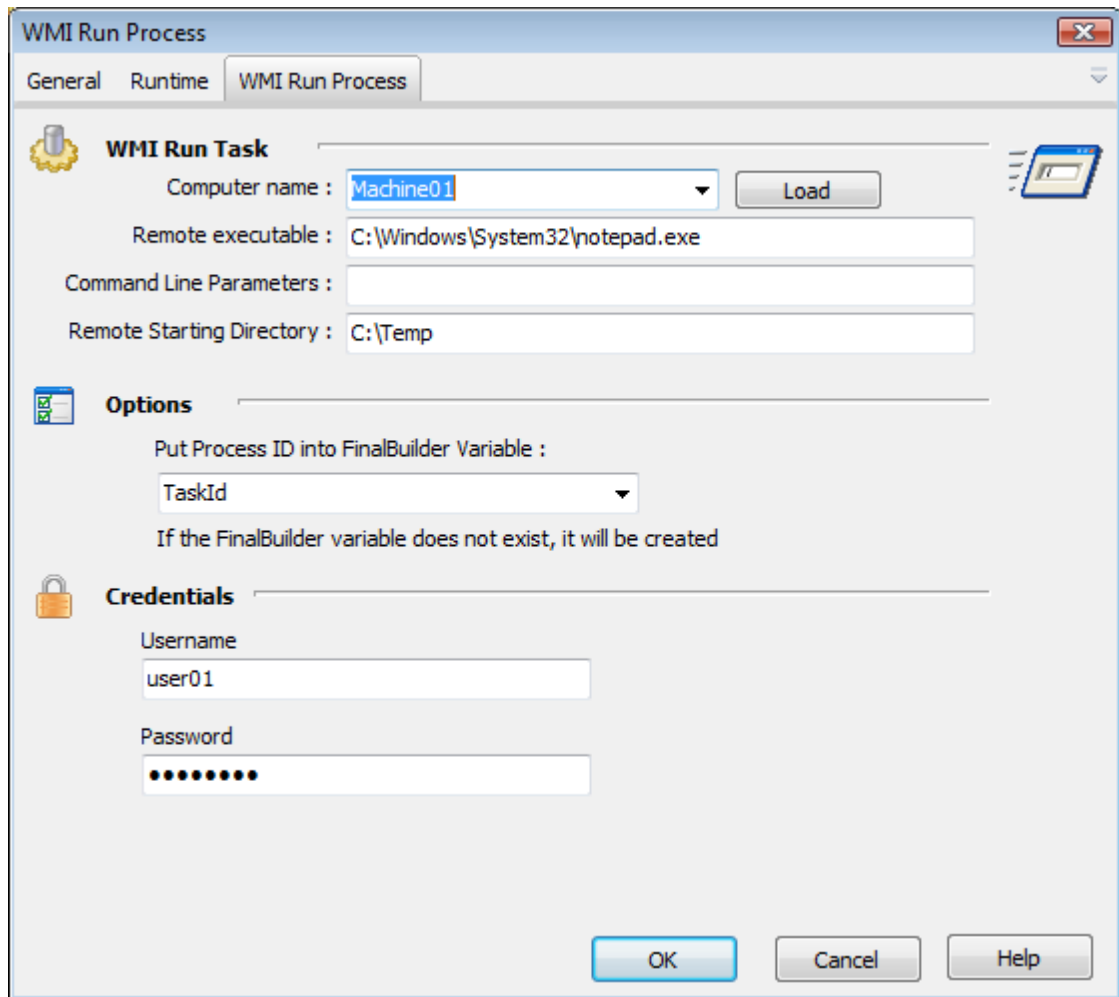 WMI Run Process
General Runtime WMI Run Process
WMI Run Task
Computer name : Machine01 Load
Remote executable : C:\Windows\System32\notepad.exe
Command Line Parameters :
Remote Starting Directory : C:\Temp
Options
Put Process ID into FinalBuilder Variable :
TaskId
If the FinalBuilder variable does not exist, it will be created
Credentials
Username
user01
Password
••••••••
OK Cancel Help